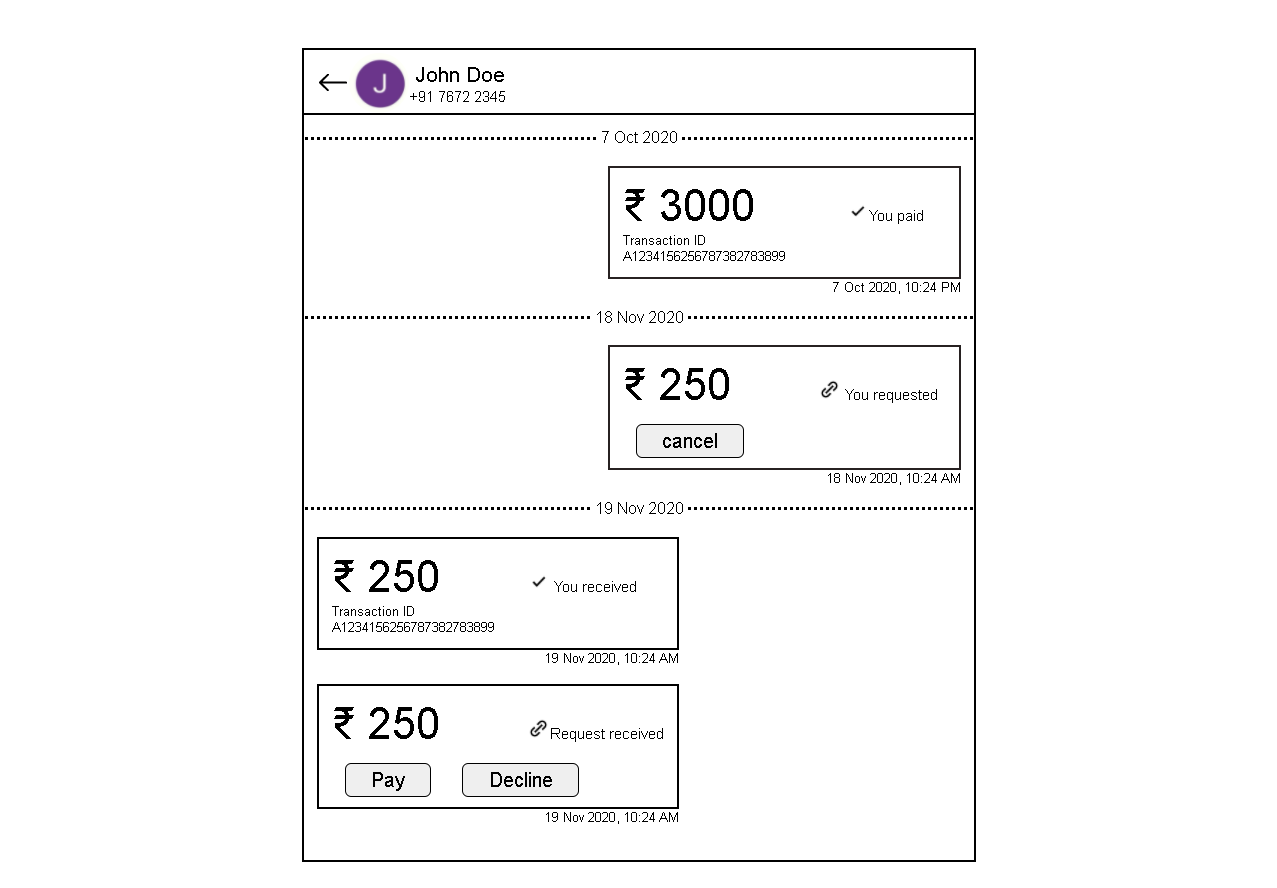 J
John Doe
+91 7672 2345
7 Oct 2020
₹ 3000
You paid
Transaction ID
A1234156256787382783899
7 Oct 2020, 10:24 PM
18 Nov 2020
₹ 250
You requested
cancel
18 Nov 2020, 10:24 AM
19 Nov 2020
₹ 250
You received
Transaction ID
A1234156256787382783899
19 Nov 2020, 10:24 AM
₹ 250
Request received
Pay Decline
19 Nov 2020, 10:24 AM